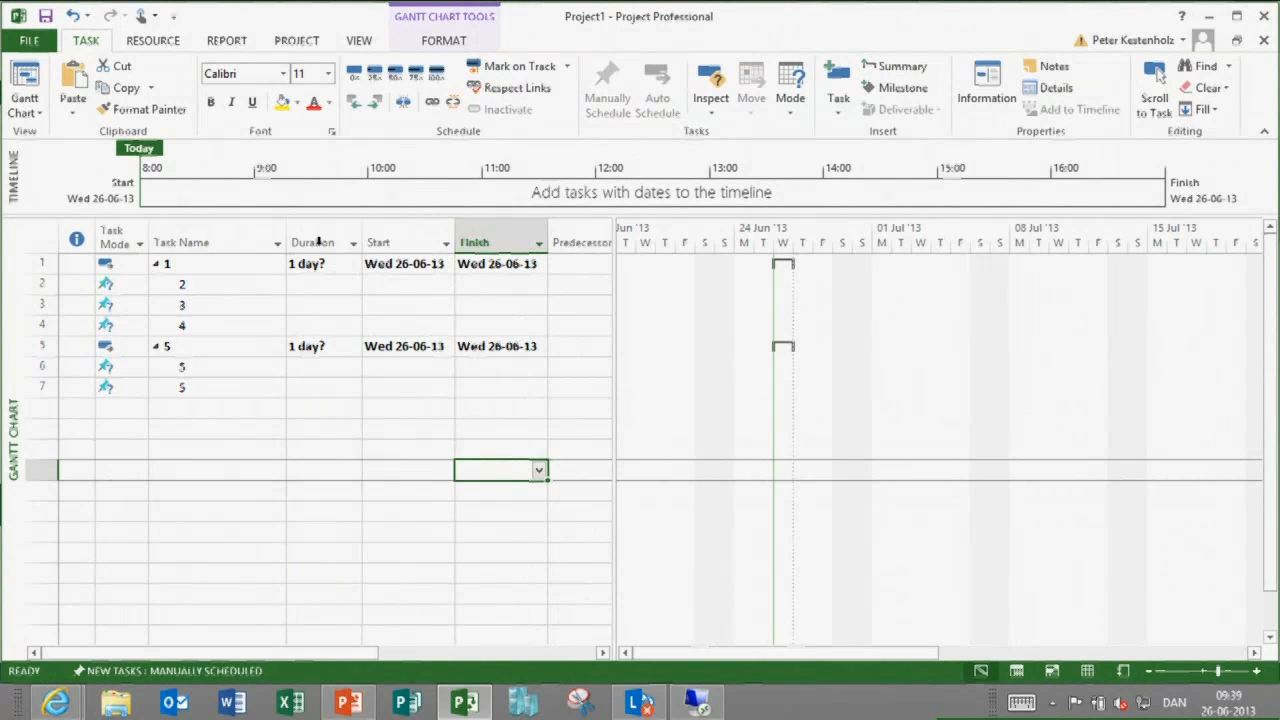 GANTT CHART TOOLS
Project1 - Project Professional
?
FILE TASK RESOURCE REPORT PROJECT VIEW FORMAT
Peter Kestenholz
Gantt Chart
View
Paste
Cut
Copy
Format Painter
Clipboard
Calibri 11
B I U A
Font
0% 25% 50% 75% 100%
Mark on Track
Respect Links
Inactivate
Schedule
Manually Schedule
Auto Schedule
Inspect
Move
Mode
Tasks
Task
Summary
Milestone
Deliverable
Insert
Information
Notes
Details
Add to Timeline
Properties
Scroll to Task
Find
Clear
Fill
Editing
TIMELINE
Today
8:00 9:00 10:00 11:00 12:00 13:00 14:00 15:00 16:00
Start
Wed 26-06-13
Add tasks with dates to the timeline
Finish
Wed 26-06-13
GANTT CHART
Task Mode Task Name Duration Start Finish Predecessor
Jun '13 24 Jun '13 01 Jul '13 08 Jul '13 15 Jul '13
T W T F S S M T W T F S S M T W T F S S M T W T F S S M T W T F S
1 1 1 day? Wed 26-06-13 Wed 26-06-13
2 2
3 3
4 4
5 5 1 day? Wed 26-06-13 Wed 26-06-13
6 5
7 5
READY NEW TASKS : MANUALLY SCHEDULED
DAN
09:39
26-06-2013